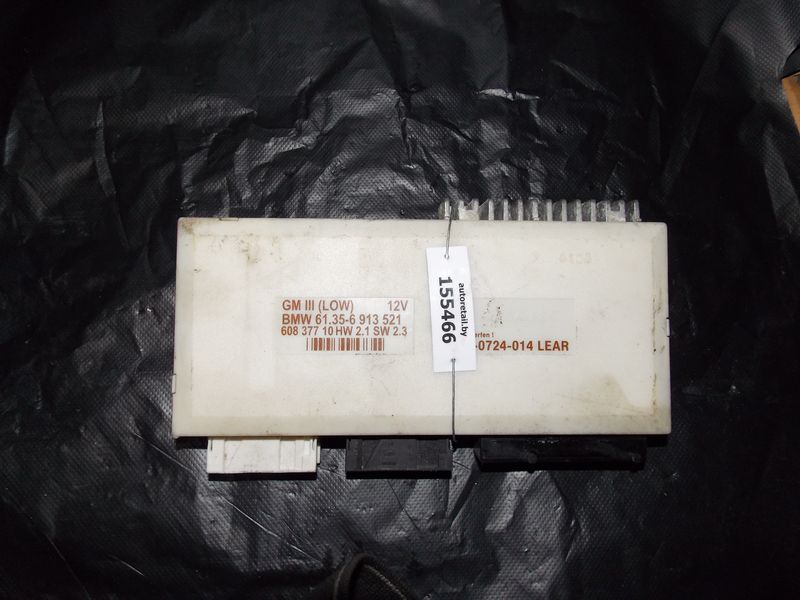 GM III (LOW) 12V
BMW 61.35-6 913 521
608 377 10 HW 2.1 SW 2.3
autoretail.by
155466
-0724-014 LEAR